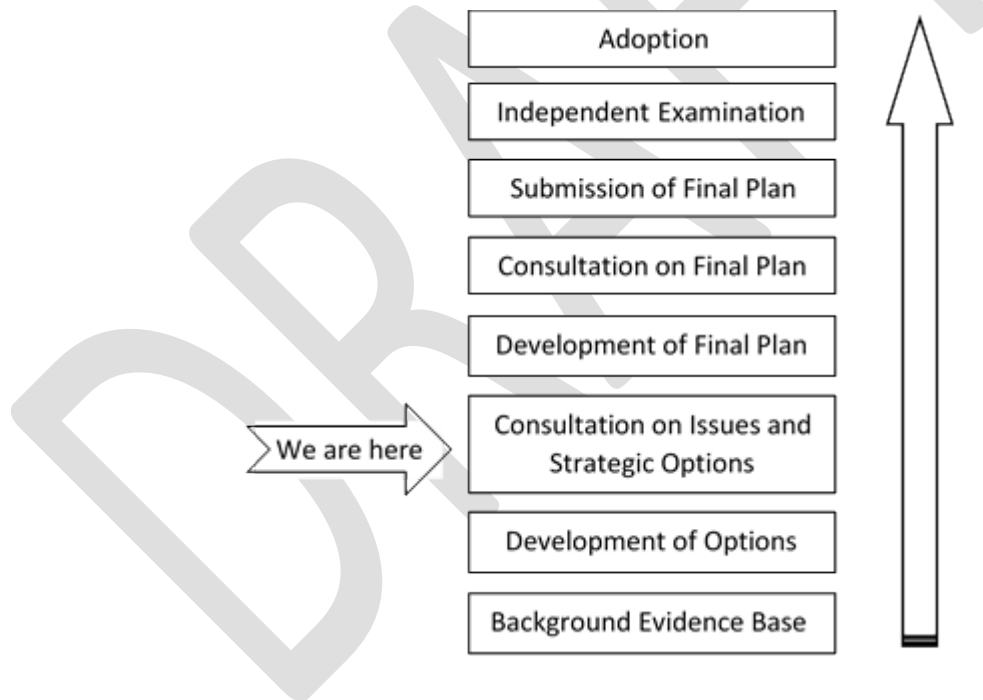 Adoption
Independent Examination
Submission of Final Plan
Consultation on Final Plan
Development of Final Plan
We are here
Consultation on Issues and
Strategic Options
Development of Options
Background Evidence Base
DRA